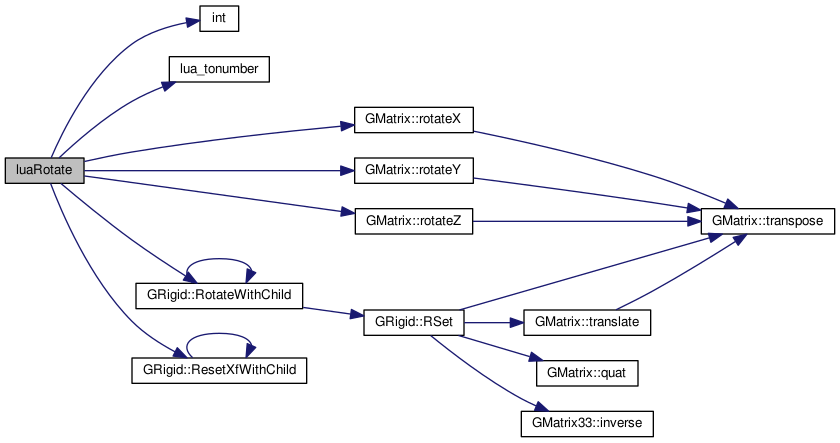 int
lua_tonumber
GMatrix::rotateX
luaRotate
GMatrix::rotateY
GMatrix::rotateZ
GMatrix::transpose
GRigid::RotateWithChild
GRigid::RSet
GMatrix::translate
GRigid::ResetXfWithChild
GMatrix::quat
GMatrix33::inverse